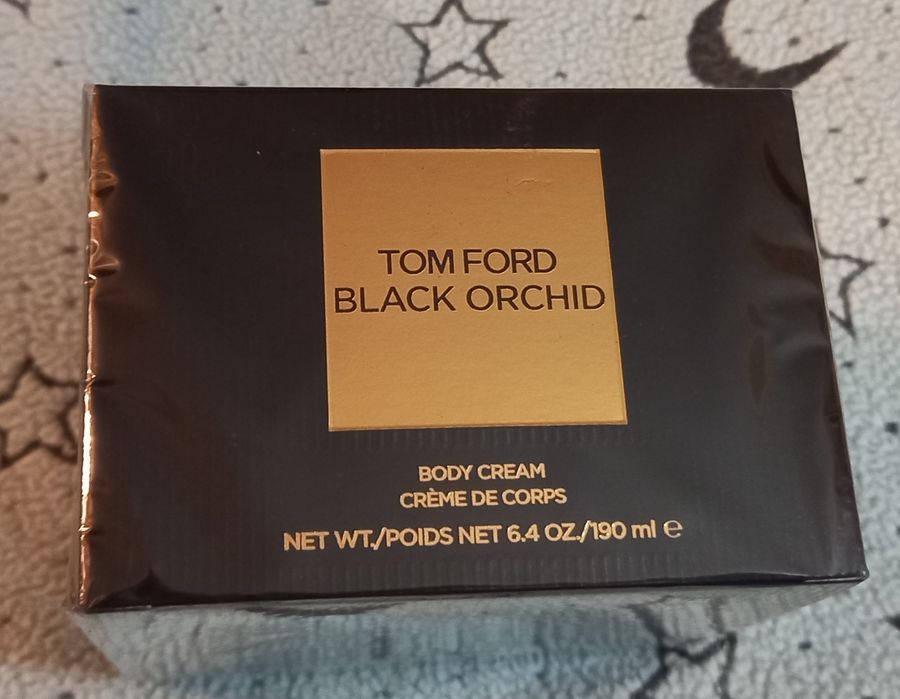 TOM FORD
BLACK ORCHID
BODY CREAM
CRÈME DE CORPS
NET WT./POIDS NET 6.4 OZ./190 ml ℮